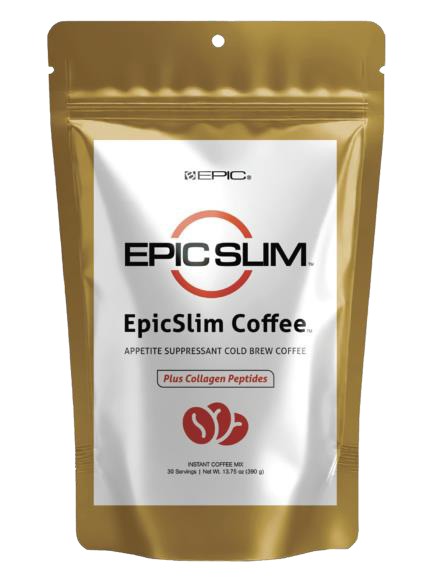 EPIC®
EPIC SLIM™
EpicSlim Coffee™
APPETITE SUPPRESSANT COLD BREW COFFEE
Plus Collagen Peptides
INSTANT COFFEE MIX
30 Servings | Net Wt. 13.75 oz (390 g)